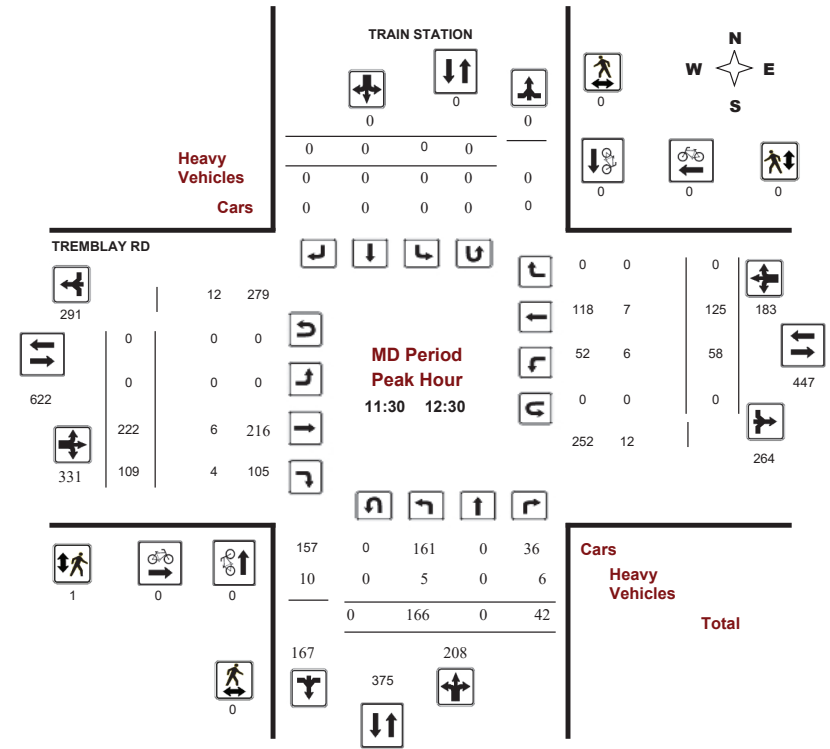 TRAIN STATION
N
W E
S
0
0
0 0
0 0 0 0
Heavy
Vehicles
0 0 0 0 0
Cars
0 0 0 0 0
0 0 0
TREMBLAY RD
291
12 279
0 0 0
0 0 0
622
222 6 216
109 4 105
331
MD Period
Peak Hour
11:30 12:30
0 0 0
118 7 125 183
52 6 58
447
0 0 0
252 12
264
1 0 0
0
157 0 161 0 36
10 0 5 0 6
0 166 0 42
167 208
375
Cars
Heavy
Vehicles
Total